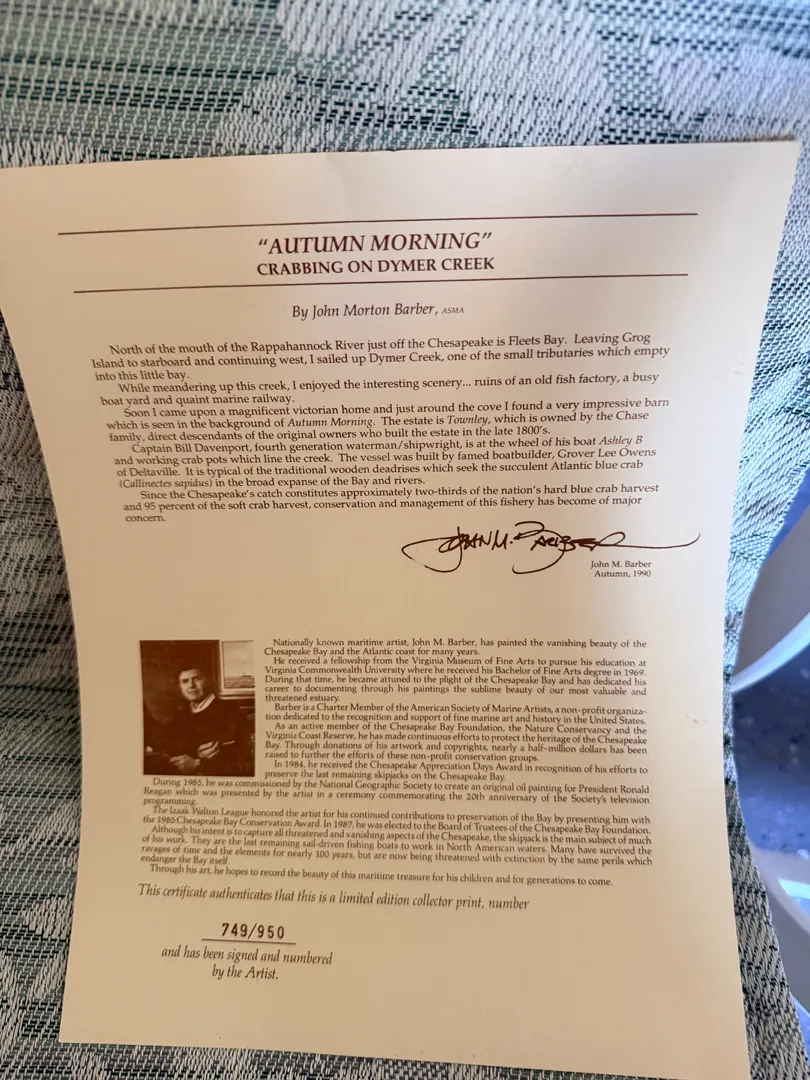 "AUTUMN MORNING"
CRABBING ON DYMER CREEK
By John Morton Barber, ASMA
North of the mouth of the Rappahannock River just off the Chesapeake is Fleets Bay. Leaving Grog
Island to starboard and continuing west, I sailed up Dymer Creek, one of the small tributaries which empty
into this little bay.
While meandering up this creek, I enjoyed the interesting scenery... ruins of an old fish factory, a busy
boat yard and quaint marine railway.
Soon I came upon a magnificent victorian home and just around the cove I found a very impressive barn
which is seen in the background of Autumn Morning. The estate is Townley, which is owned by the Chase
family, direct descendants of the original owners who built the estate in the late 1800's.
Captain Bill Davenport, fourth generation waterman/shipwright, is at the wheel of his boat Ashley B
and working crab pots which line the creek. The vessel was built by famed boatbuilder, Grover Lee Owens
of Deltaville. It is typical of the traditional wooden deadrises which seek the succulent Atlantic blue crab
(Callinectes sapidus) in the broad expanse of the Bay and rivers.
Since the Chesapeake's catch constitutes approximately two-thirds of the nation's hard blue crab harvest
and 95 percent of the soft crab harvest, conservation and management of this fishery has become of major
concern.
JOHN M. BARBER
John M. Barber
Autumn, 1990
Nationally known maritime artist, John M. Barber, has painted the vanishing beauty of the
Chesapeake Bay and the Atlantic coast for many years.
He received a fellowship from the Virginia Museum of Fine Arts to pursue his education at
Virginia Commonwealth University where he received his Bachelor of Fine Arts degree in 1969.
During that time, he became attuned to the plight of the Chesapeake Bay and has dedicated his
career to documenting through his paintings the sublime beauty of our most valuable and
threatened estuary.
Barber is a Charter Member of the American Society of Marine Artists, a non-profit organiza-
tion dedicated to the recognition and support of fine marine art and history in the United States.
As an active member of the Chesapeake Bay Foundation, the Nature Conservancy and the
Virginia Coast Reserve, he has made continuous efforts to protect the heritage of the Chesapeake
Bay. Through donations of his artwork and copyrights, nearly a half-million dollars has been
raised to further the efforts of these non-profit conservation groups.
In 1984, he received the Chesapeake Appreciation Days Award in recognition of his efforts to
preserve the last remaining skipjacks on the Chesapeake Bay.
During 1985, he was commissioned by the National Geographic Society to create an original oil painting for President Ronald
Reagan which was presented by the artist in a ceremony commemorating the 20th anniversary of the Society's television
programming.
The Izaak Walton League honored the artist for his continued contributions to preservation of the Bay by presenting him with
the 1985 Chesapeake Bay Conservation Award. In 1987, he was elected to the Board of Trustees of the Chesapeake Bay Foundation.
Although his intent is to capture all threatened and vanishing aspects of the Chesapeake, the skipjack is the main subject of much
of his work. They are the last remaining sail-driven fishing boats to work in North American waters. Many have survived the
ravages of time and the elements for nearly 100 years, but are now being threatened with extinction by the same perils which
endanger the Bay itself.
Through his art, he hopes to record the beauty of this maritime treasure for his children and for generations to come.
This certificate authenticates that this is a limited edition collector print, number
749/950
and has been signed and numbered
by the Artist.